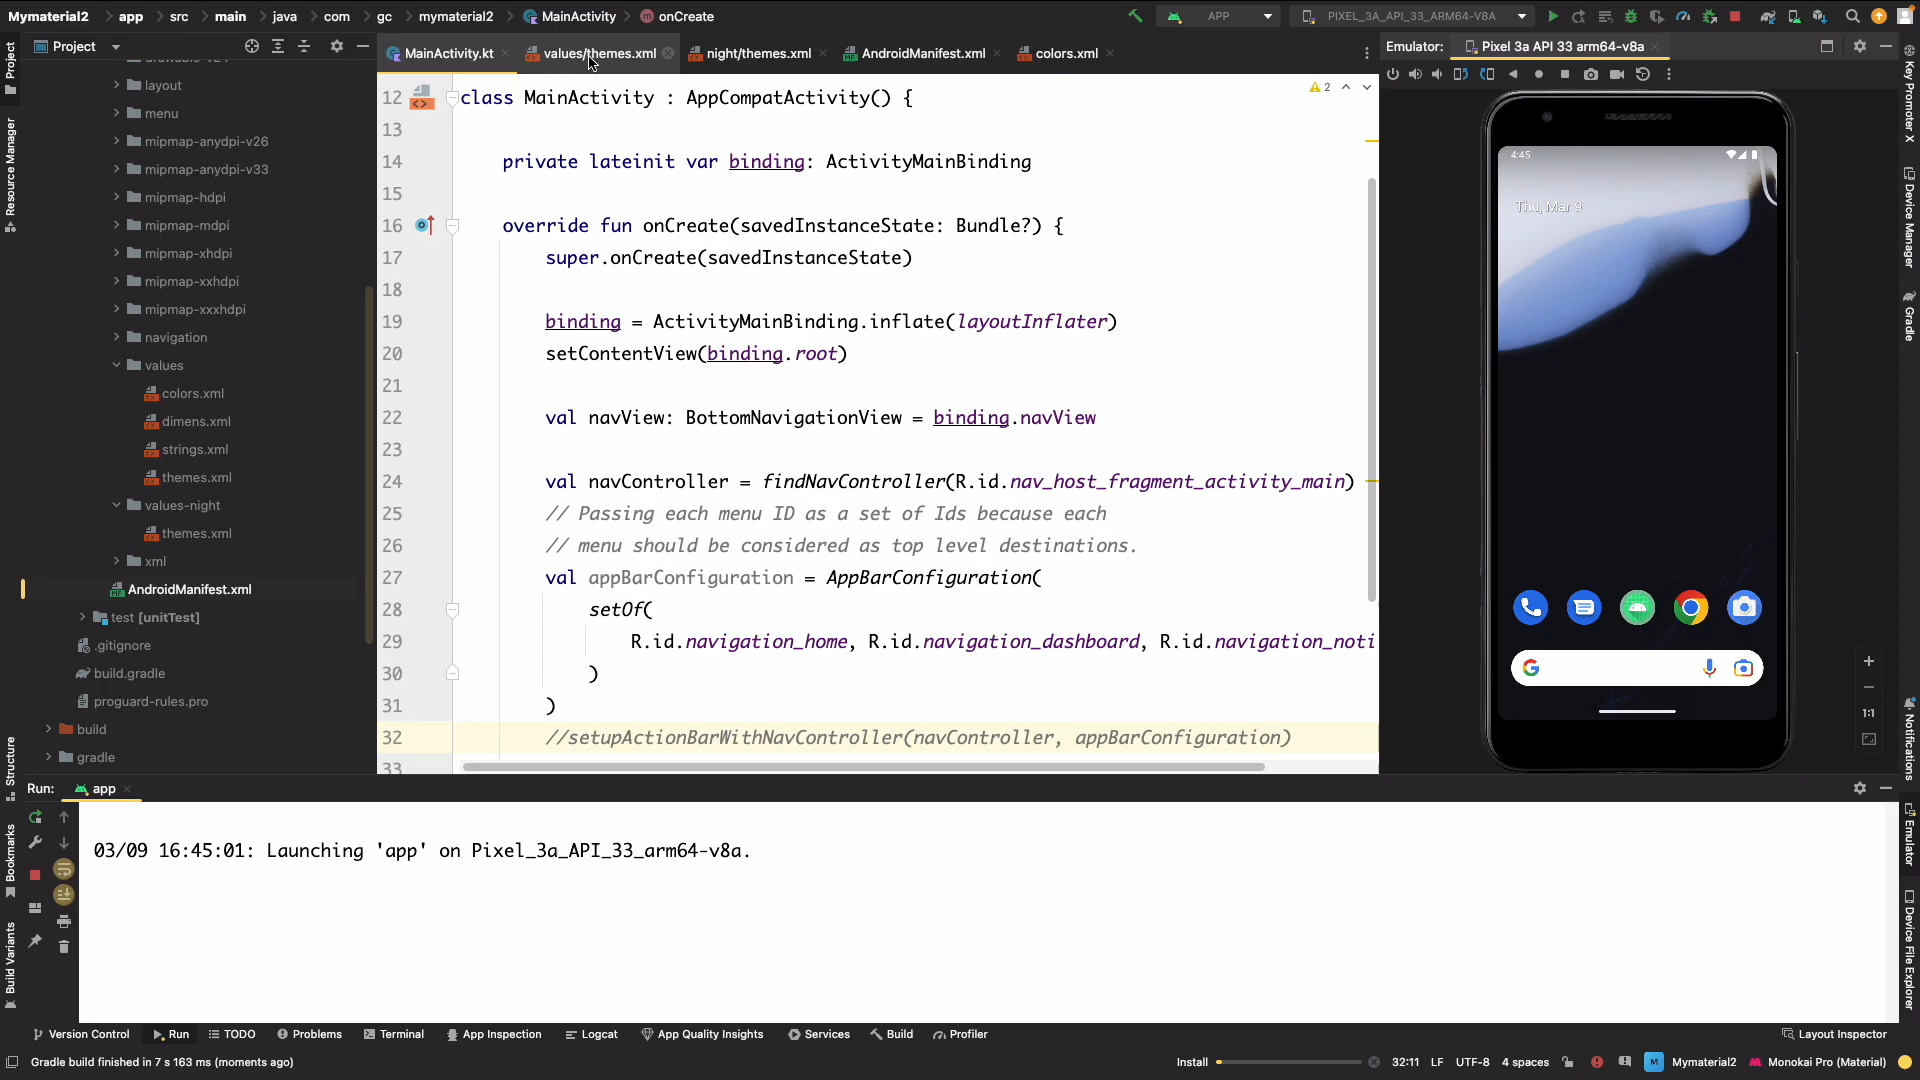 Mymaterial2 app src main java com gc mymaterial2 MainActivity onCreate APP PIXEL_3A_API_33_ARM64-V8A
Project
MainActivity.kt values/themes.xml night/themes.xml AndroidManifest.xml colors.xml
Emulator: Pixel 3a API 33 arm64-v8a
layout
menu
mipmap-anydpi-v26
mipmap-anydpi-v33
mipmap-hdpi
mipmap-mdpi
mipmap-xhdpi
mipmap-xxhdpi
mipmap-xxxhdpi
navigation
values
colors.xml
dimens.xml
strings.xml
themes.xml
values-night
themes.xml
xml
AndroidManifest.xml
test [unitTest]
.gitignore
build.gradle
proguard-rules.pro
build
gradle
2
12 class MainActivity : AppCompatActivity() {
13
14 private lateinit var binding: ActivityMainBinding
15
16 override fun onCreate(savedInstanceState: Bundle?) {
17 super.onCreate(savedInstanceState)
18
19 binding = ActivityMainBinding.inflate(layoutInflater)
20 setContentView(binding.root)
21
22 val navView: BottomNavigationView = binding.navView
23
24 val navController = findNavController(R.id.nav_host_fragment_activity_main)
25 // Passing each menu ID as a set of Ids because each
26 // menu should be considered as top level destinations.
27 val appBarConfiguration = AppBarConfiguration(
28 setOf(
29 R.id.navigation_home, R.id.navigation_dashboard, R.id.navigation_noti
30 )
31 )
32 //setupActionBarWithNavController(navController, appBarConfiguration)
33
4:45
Thu, Mar 9
1:1
Project
Resource Manager
Structure
Bookmarks
Build Variants
Key Promoter X
Device Manager
Gradle
Notifications
Emulator
Device File Explorer
Run: app
03/09 16:45:01: Launching 'app' on Pixel_3a_API_33_arm64-v8a.
Version Control Run TODO Problems Terminal App Inspection Logcat App Quality Insights Services Build Profiler Layout Inspector
Gradle build finished in 7 s 163 ms (moments ago) Install 32:11 LF UTF-8 4 spaces M Mymaterial2 Monokai Pro (Material)